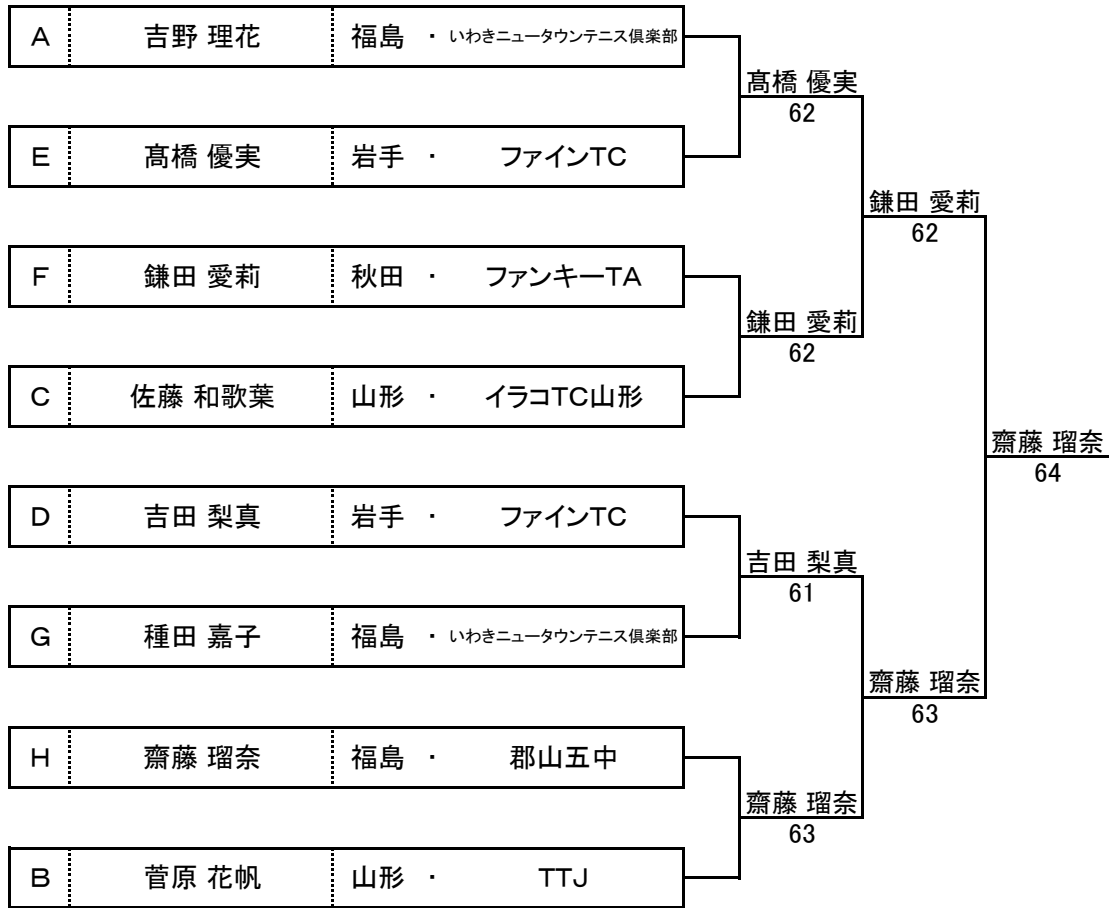 A 吉野 理花 福島 ・ いわきニュータウンテニス倶楽部
髙橋 優実
62
E 髙橋 優実 岩手 ・ ファインTC
鎌田 愛莉
62
F 鎌田 愛莉 秋田 ・ ファンキーTA
鎌田 愛莉
62
C 佐藤 和歌葉 山形 ・ イラコTC山形
齋藤 瑠奈
64
D 吉田 梨真 岩手 ・ ファインTC
吉田 梨真
61
G 種田 嘉子 福島 ・ いわきニュータウンテニス倶楽部
齋藤 瑠奈
63
H 齋藤 瑠奈 福島 ・ 郡山五中
齋藤 瑠奈
63
B 菅原 花帆 山形 ・ TTJ